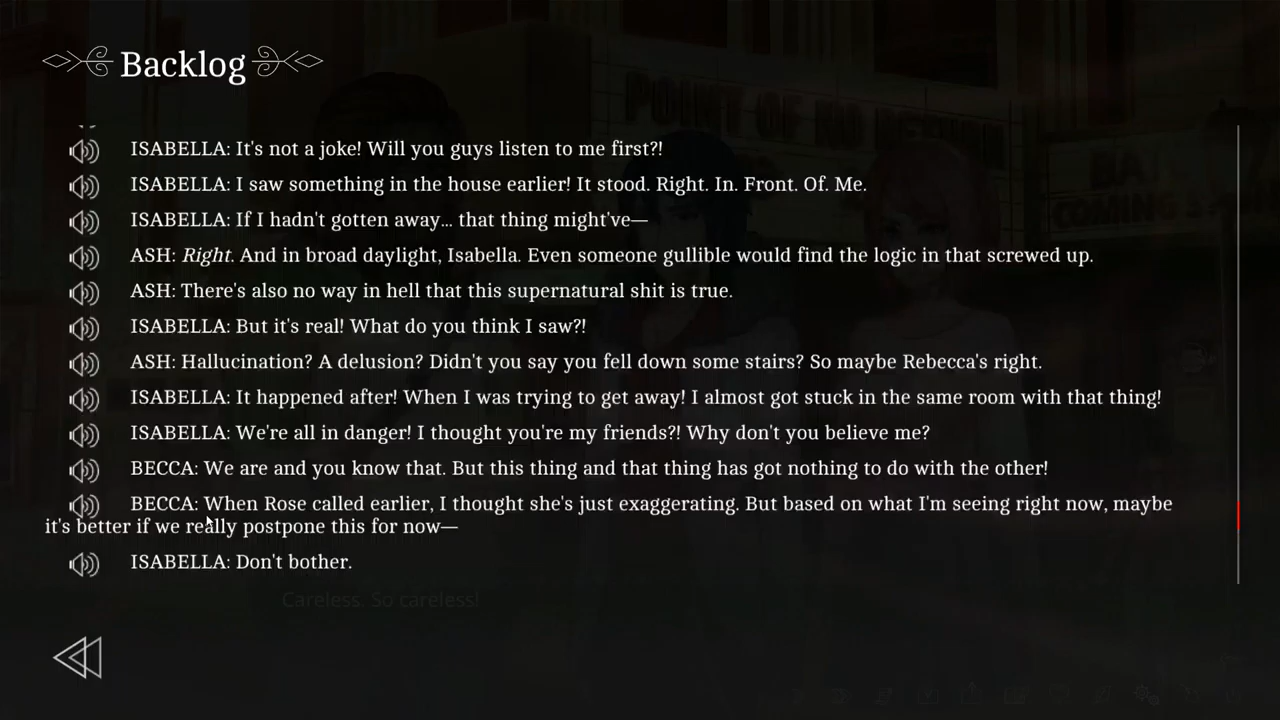 Backlog
ISABELLA: It's not a joke! Will you guys listen to me first?!
ISABELLA: I saw something in the house earlier! It stood. Right. In. Front. Of. Me.
ISABELLA: If I hadn't gotten away... that thing might've—
ASH: Right. And in broad daylight, Isabella. Even someone gullible would find the logic in that screwed up.
ASH: There's also no way in hell that this supernatural shit is true.
ISABELLA: But it's real! What do you think I saw?!
ASH: Hallucination? A delusion? Didn't you say you fell down some stairs? So maybe Rebecca's right.
ISABELLA: It happened after! When I was trying to get away! I almost got stuck in the same room with that thing!
ISABELLA: We're all in danger! I thought you're my friends?! Why don't you believe me?
BECCA: We are and you know that. But this thing and that thing has got nothing to do with the other!
BECCA: When Rose called earlier, I thought she's just exaggerating. But based on what I'm seeing right now, maybe
it's better if we really postpone this for now—
ISABELLA: Don't bother.
Careless. So careless!
POINT OF NO RETURN
COMING